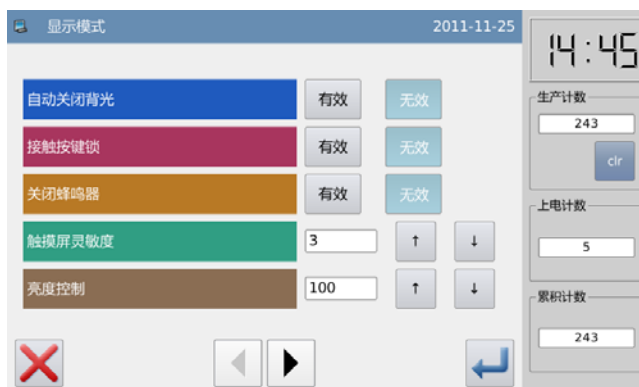 显示模式 2011-11-25
自动关闭背光 有效 无效
接触按键锁 有效 无效
关闭蜂鸣器 有效 无效
触摸屏灵敏度 3 ↑ ↓
亮度控制 100 ↑ ↓
14:45
生产计数
243
clr
上电计数
5
累积计数
243